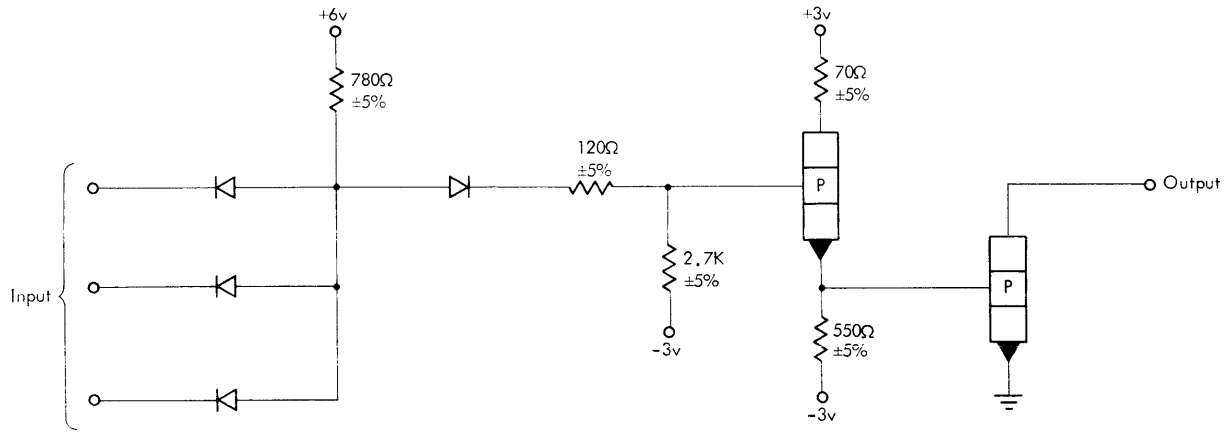 +6v
+3v
780Ω
±5%
70Ω
±5%
120Ω
±5%
P
Output
2.7K
±5%
Input
P
-3v
550Ω
±5%
-3v